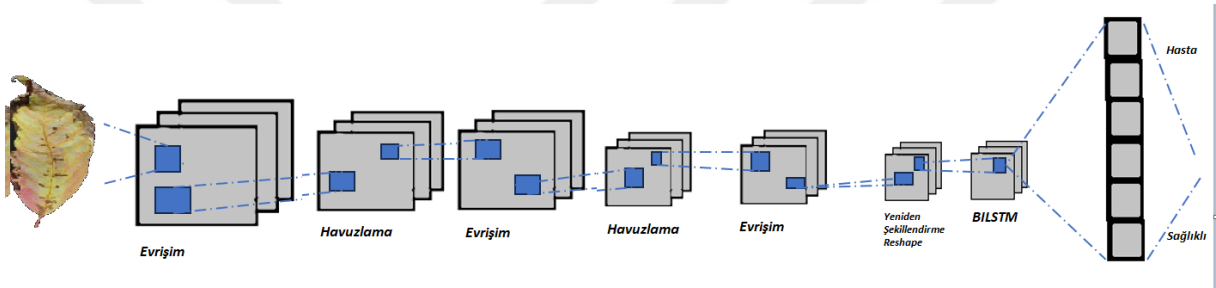 Evrişim
Havuzlama
Evrişim
Havuzlama
Evrişim
Yeniden
Şekillendirme
Reshape
BILSTM
Hasta
Sağlıklı